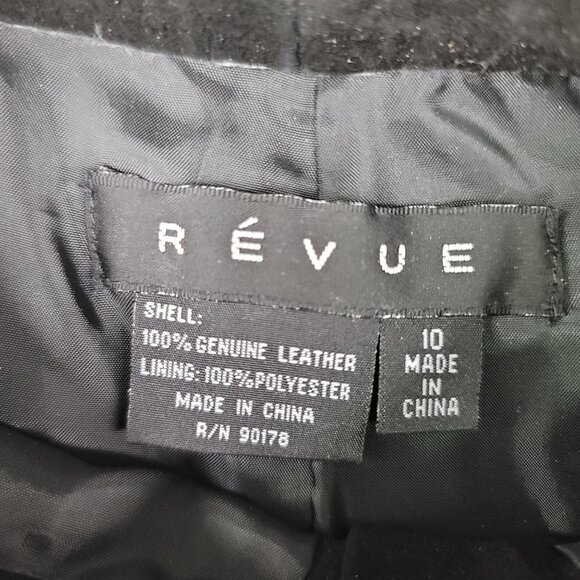 RÉVUE
SHELL:
100% GENUINE LEATHER
LINING: 100% POLYESTER
MADE IN CHINA
R/N 90178
10
MADE
IN
CHINA